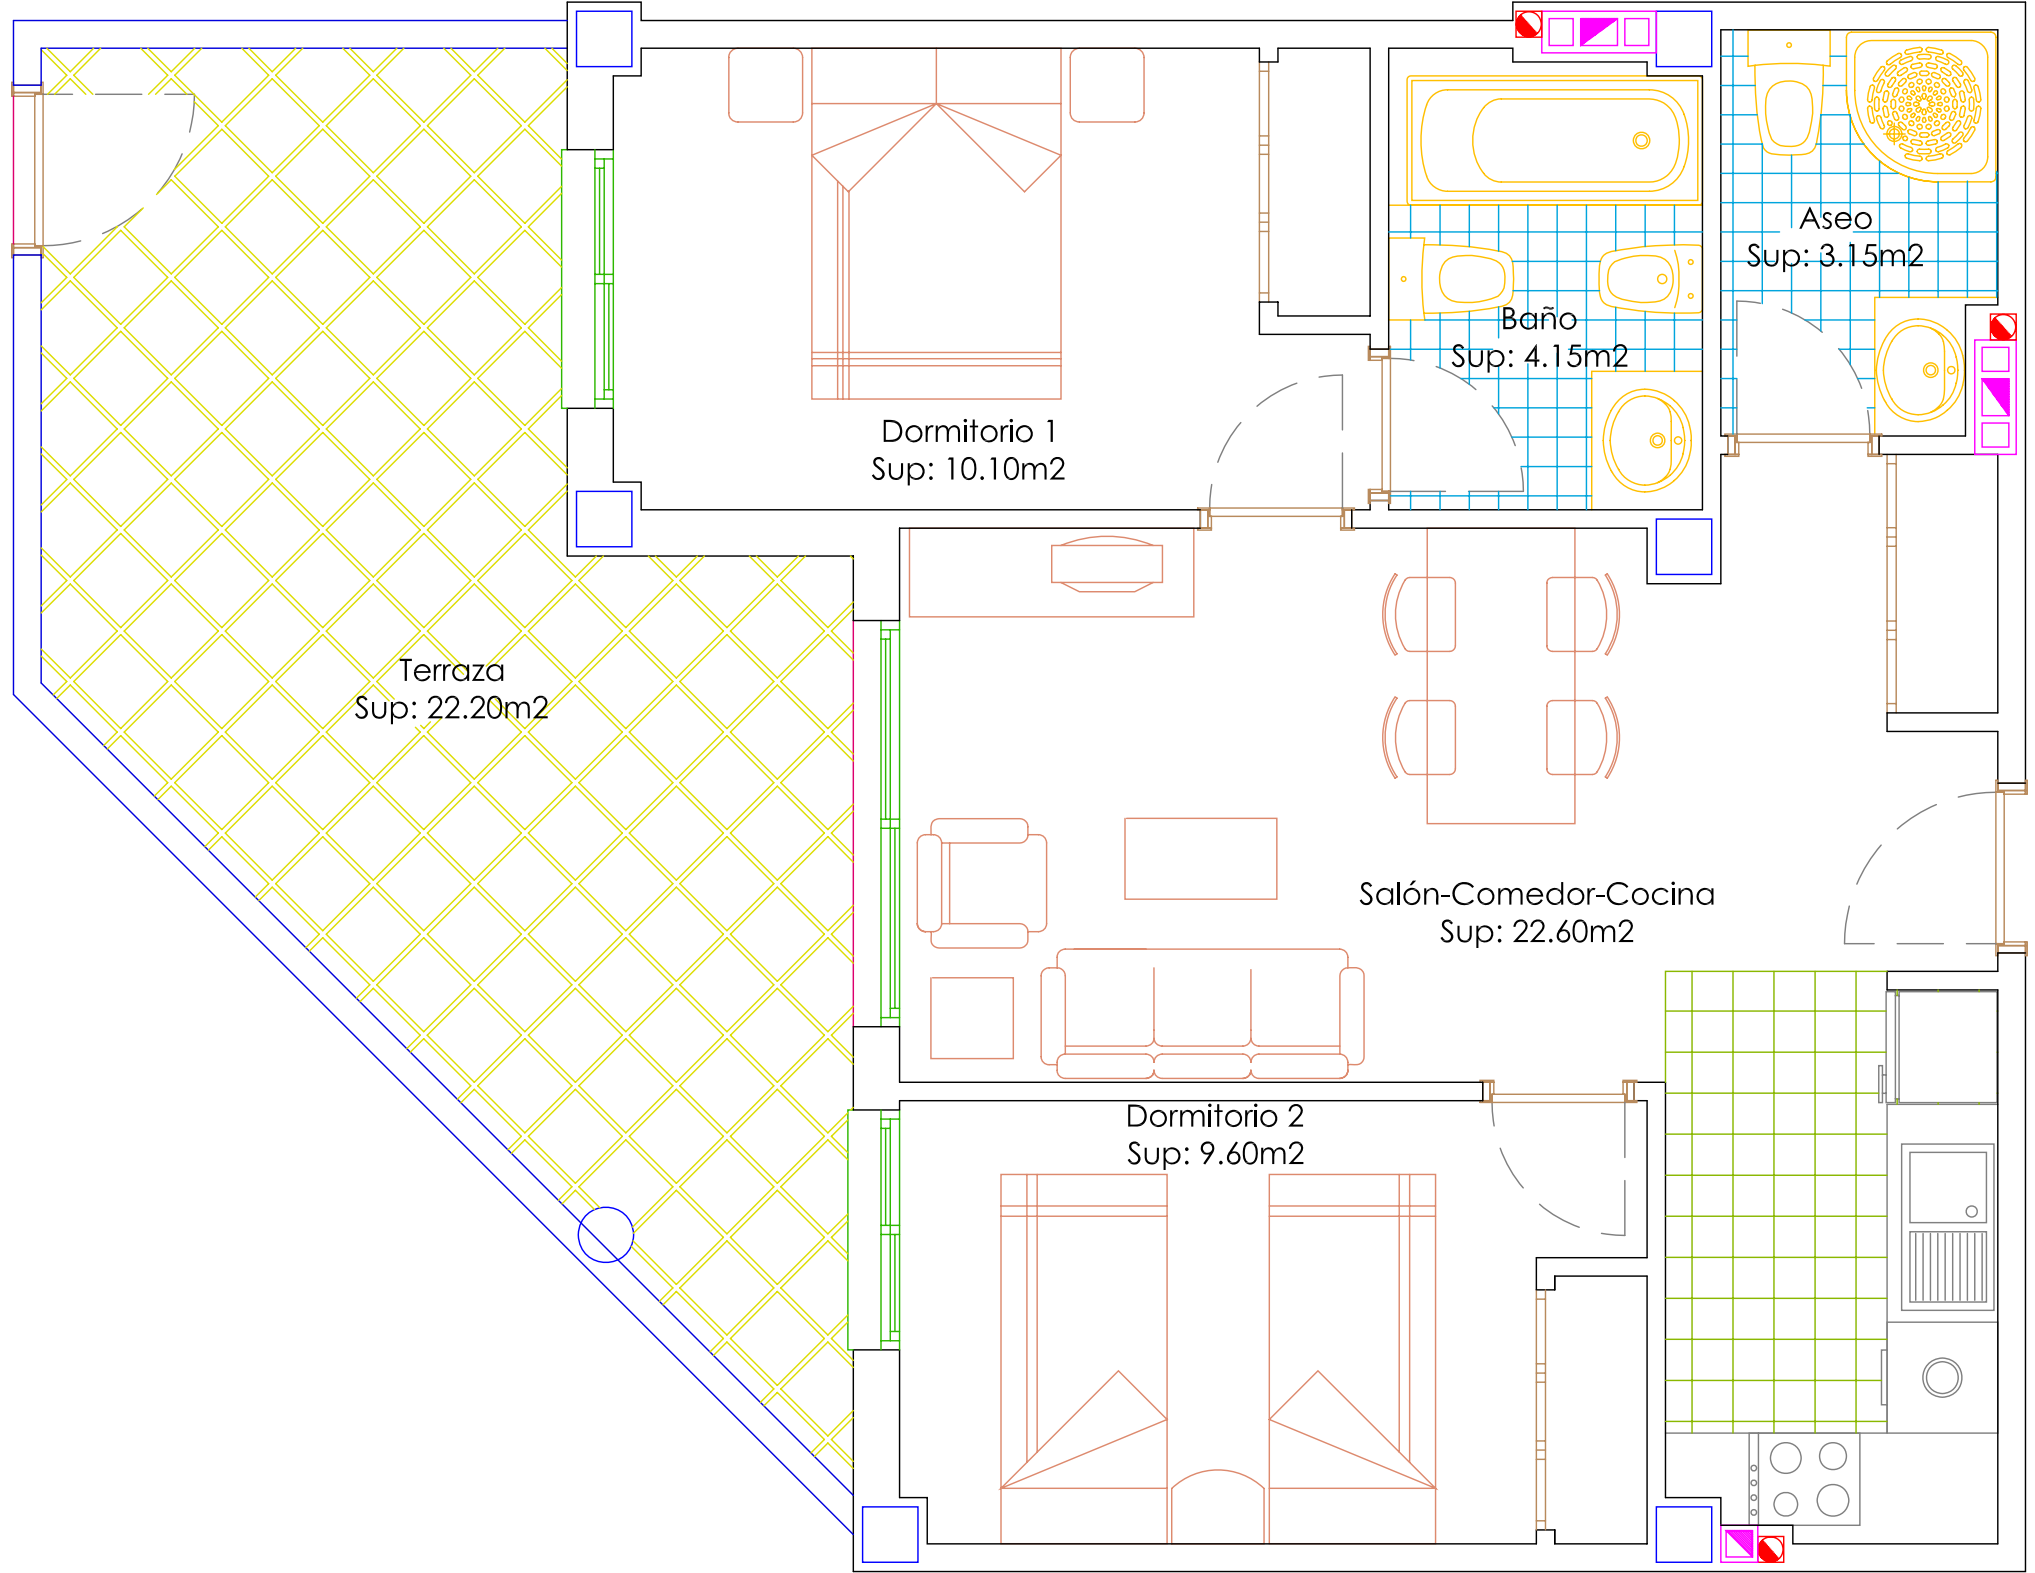 Aseo
Sup: 3.15m2
Baño
Sup: 4.15m2
Dormitorio 1
Sup: 10.10m2
Terraza
Sup: 22.20m2
Salón-Comedor-Cocina
Sup: 22.60m2
Dormitorio 2
Sup: 9.60m2